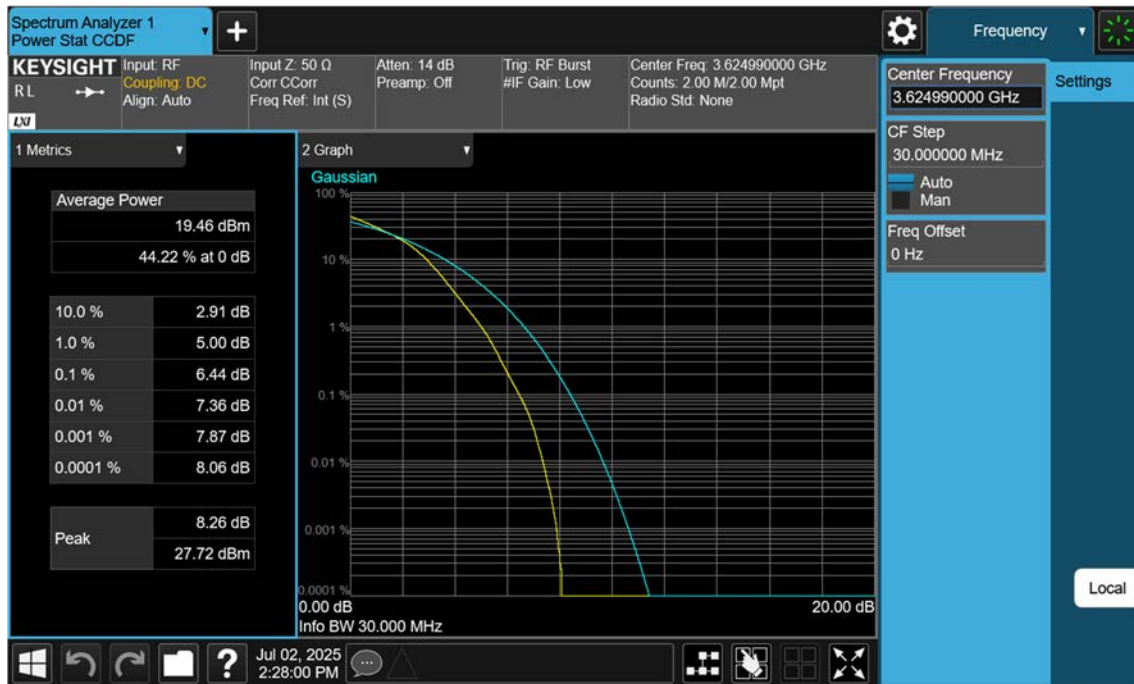 Spectrum Analyzer 1
Power Stat CCDF
+
Frequency
KEYSIGHT
RL
LXI
Input: RF
Coupling: DC
Align: Auto
Input Z: 50 Ω
Corr CCorr
Freq Ref: Int (S)
Atten: 14 dB
Preamp: Off
Trig: RF Burst
#IF Gain: Low
Center Freq: 3.624990000 GHz
Counts: 2.00 M/2.00 Mpt
Radio Std: None
Center Frequency
3.624990000 GHz
Settings
CF Step
30.000000 MHz
Auto
Man
Freq Offset
0 Hz
1 Metrics
Average Power
19.46 dBm
44.22 % at 0 dB
10.0 % 2.91 dB
1.0 % 5.00 dB
0.1 % 6.44 dB
0.01 % 7.36 dB
0.001 % 7.87 dB
0.0001 % 8.06 dB
Peak
8.26 dB
27.72 dBm
2 Graph
Gaussian
100 %
10 %
1 %
0.1 %
0.01 %
0.001 %
0.0001 %
0.00 dB 20.00 dB
Info BW 30.000 MHz
Local
?
Jul 02, 2025
2:28:00 PM